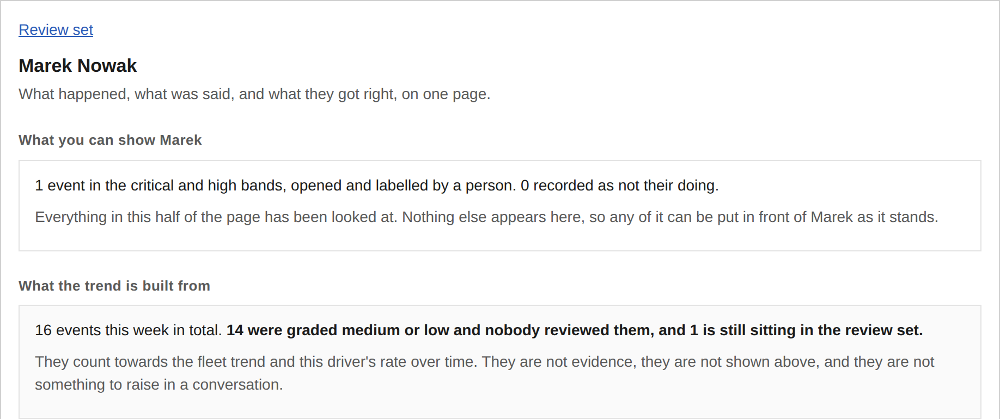 Review set
Marek Nowak
What happened, what was said, and what they got right, on one page.
What you can show Marek
1 event in the critical and high bands, opened and labelled by a person. 0 recorded as not their doing.
Everything in this half of the page has been looked at. Nothing else appears here, so any of it can be put in front of Marek as it stands.
What the trend is built from
16 events this week in total. 14 were graded medium or low and nobody reviewed them, and 1 is still sitting in the review set.
They count towards the fleet trend and this driver's rate over time. They are not evidence, they are not shown above, and they are not
something to raise in a conversation.